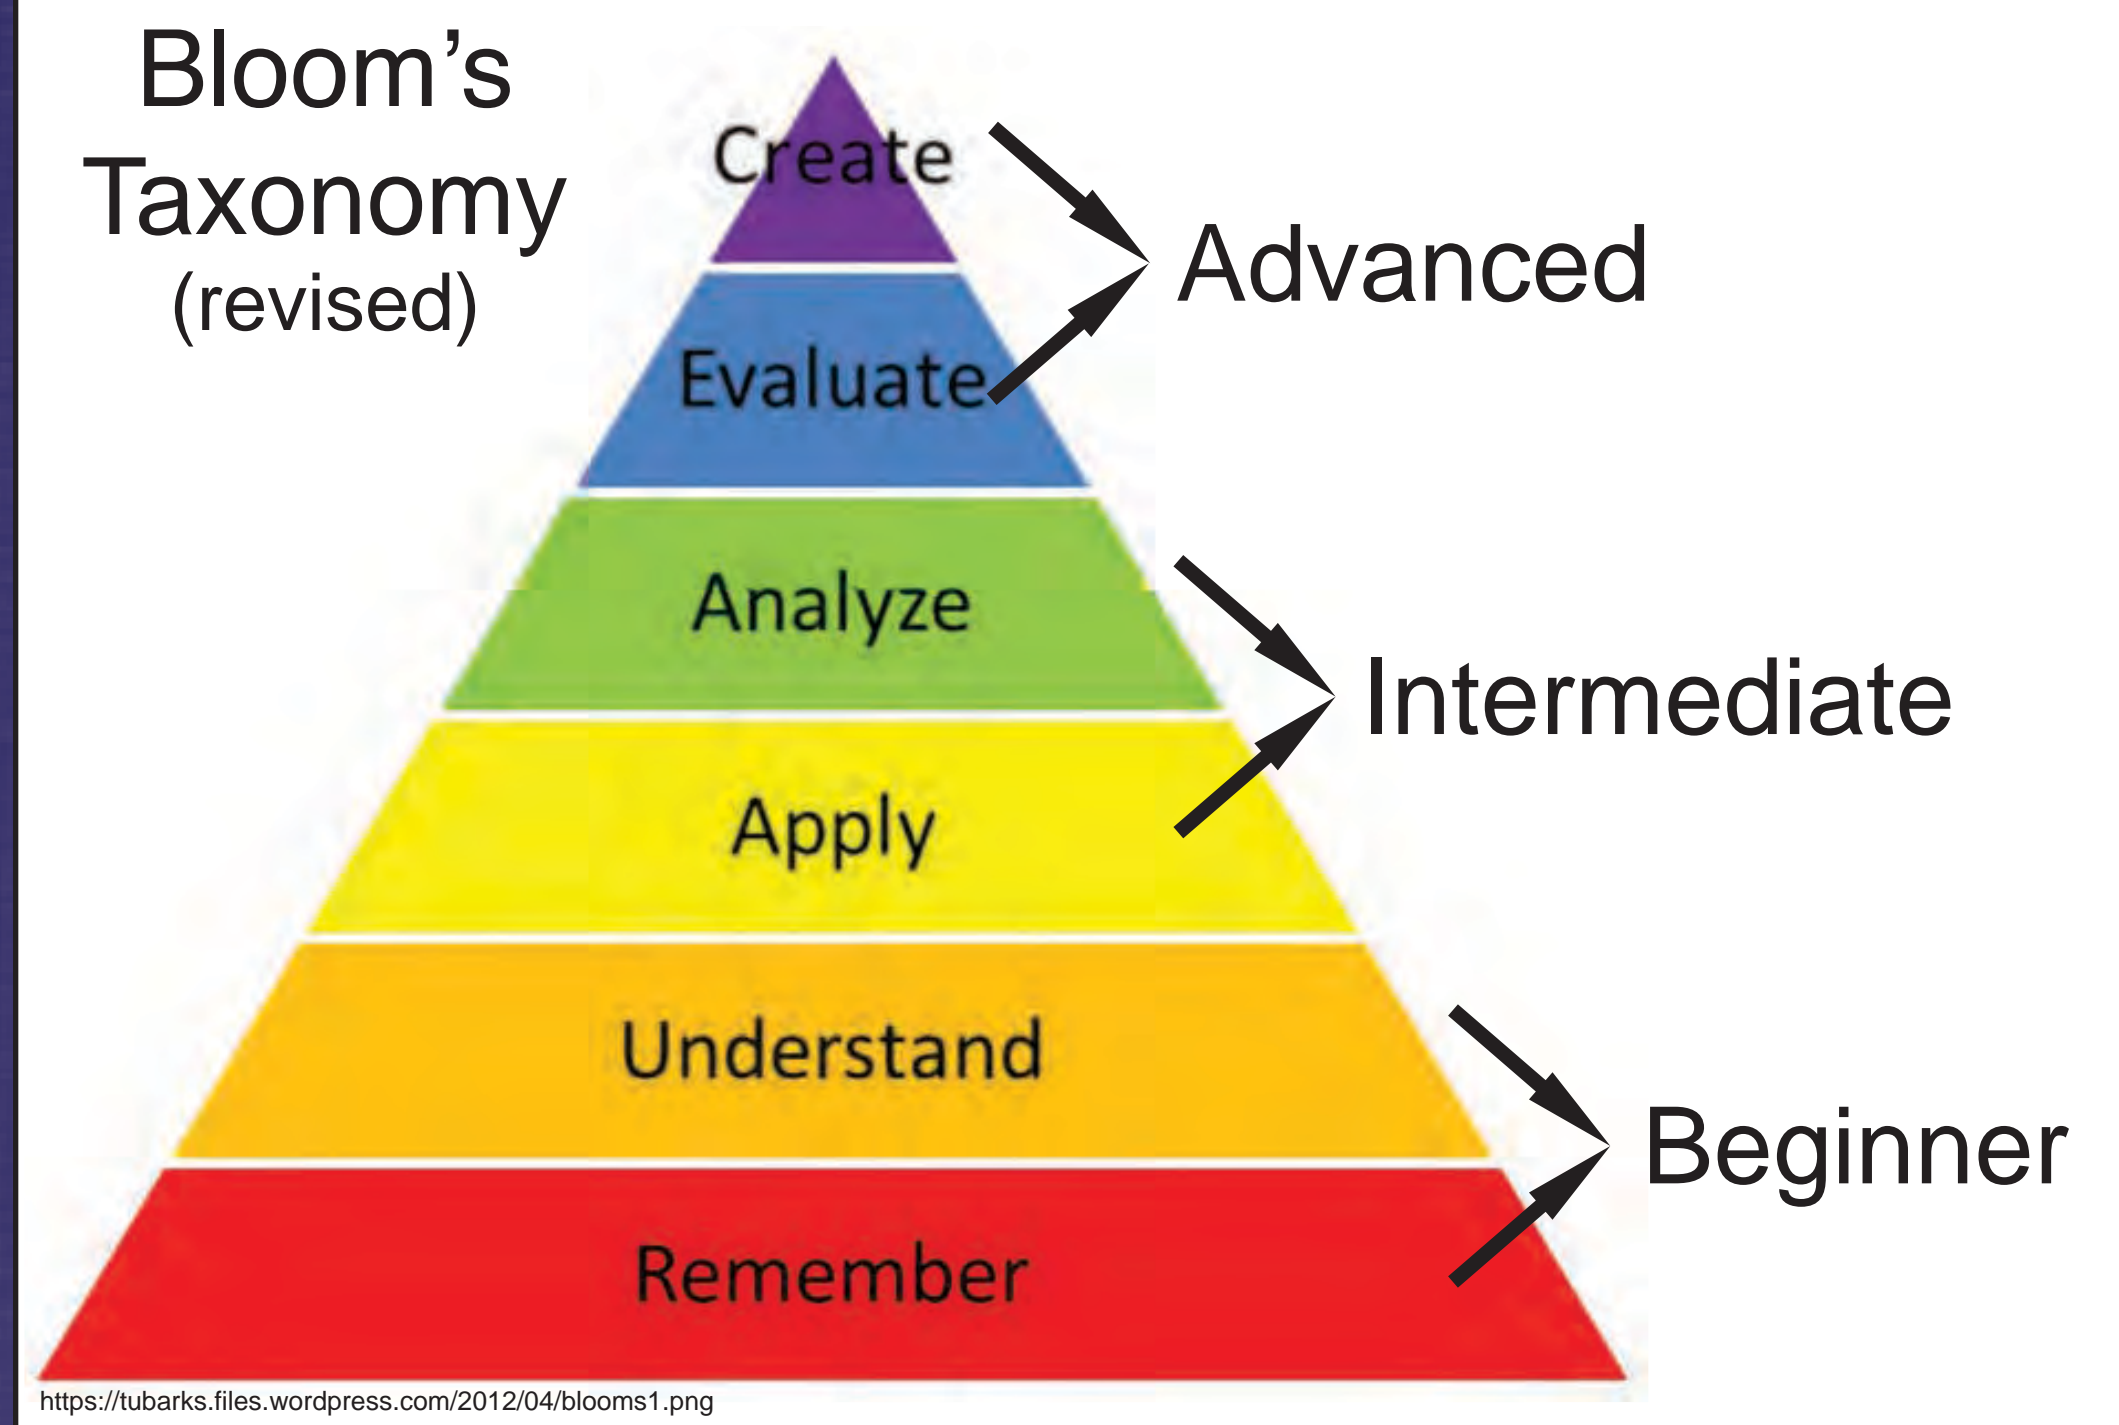 Bloom’s
Taxonomy
(revised)
Create
Advanced
Evaluate
Analyze
Intermediate
Apply
Understand
Beginner
Remember
https://tubarks.files.wordpress.com/2012/04/blooms1.png